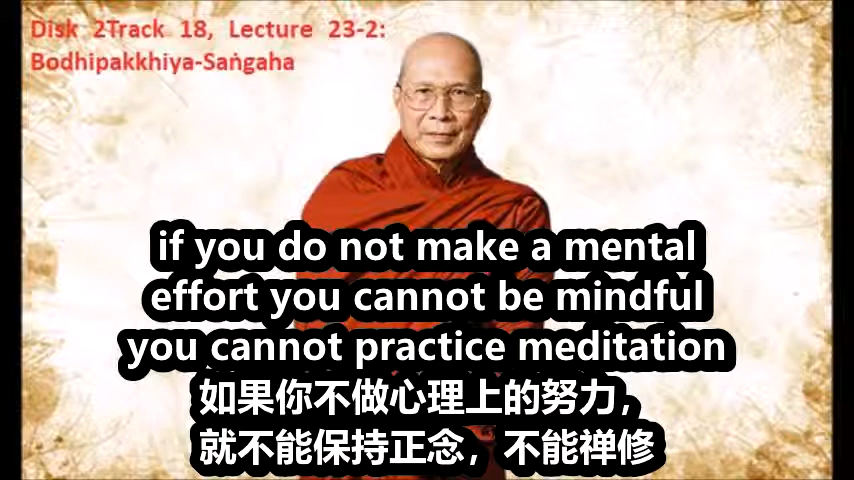 Disk 2Track 18, Lecture 23-2:
Bodhipakkhiya-Saṅgaha
if you do not make a mental
effort you cannot be mindful
you cannot practice meditation
如果你不做心理上的努力，
就不能保持正念，不能禅修